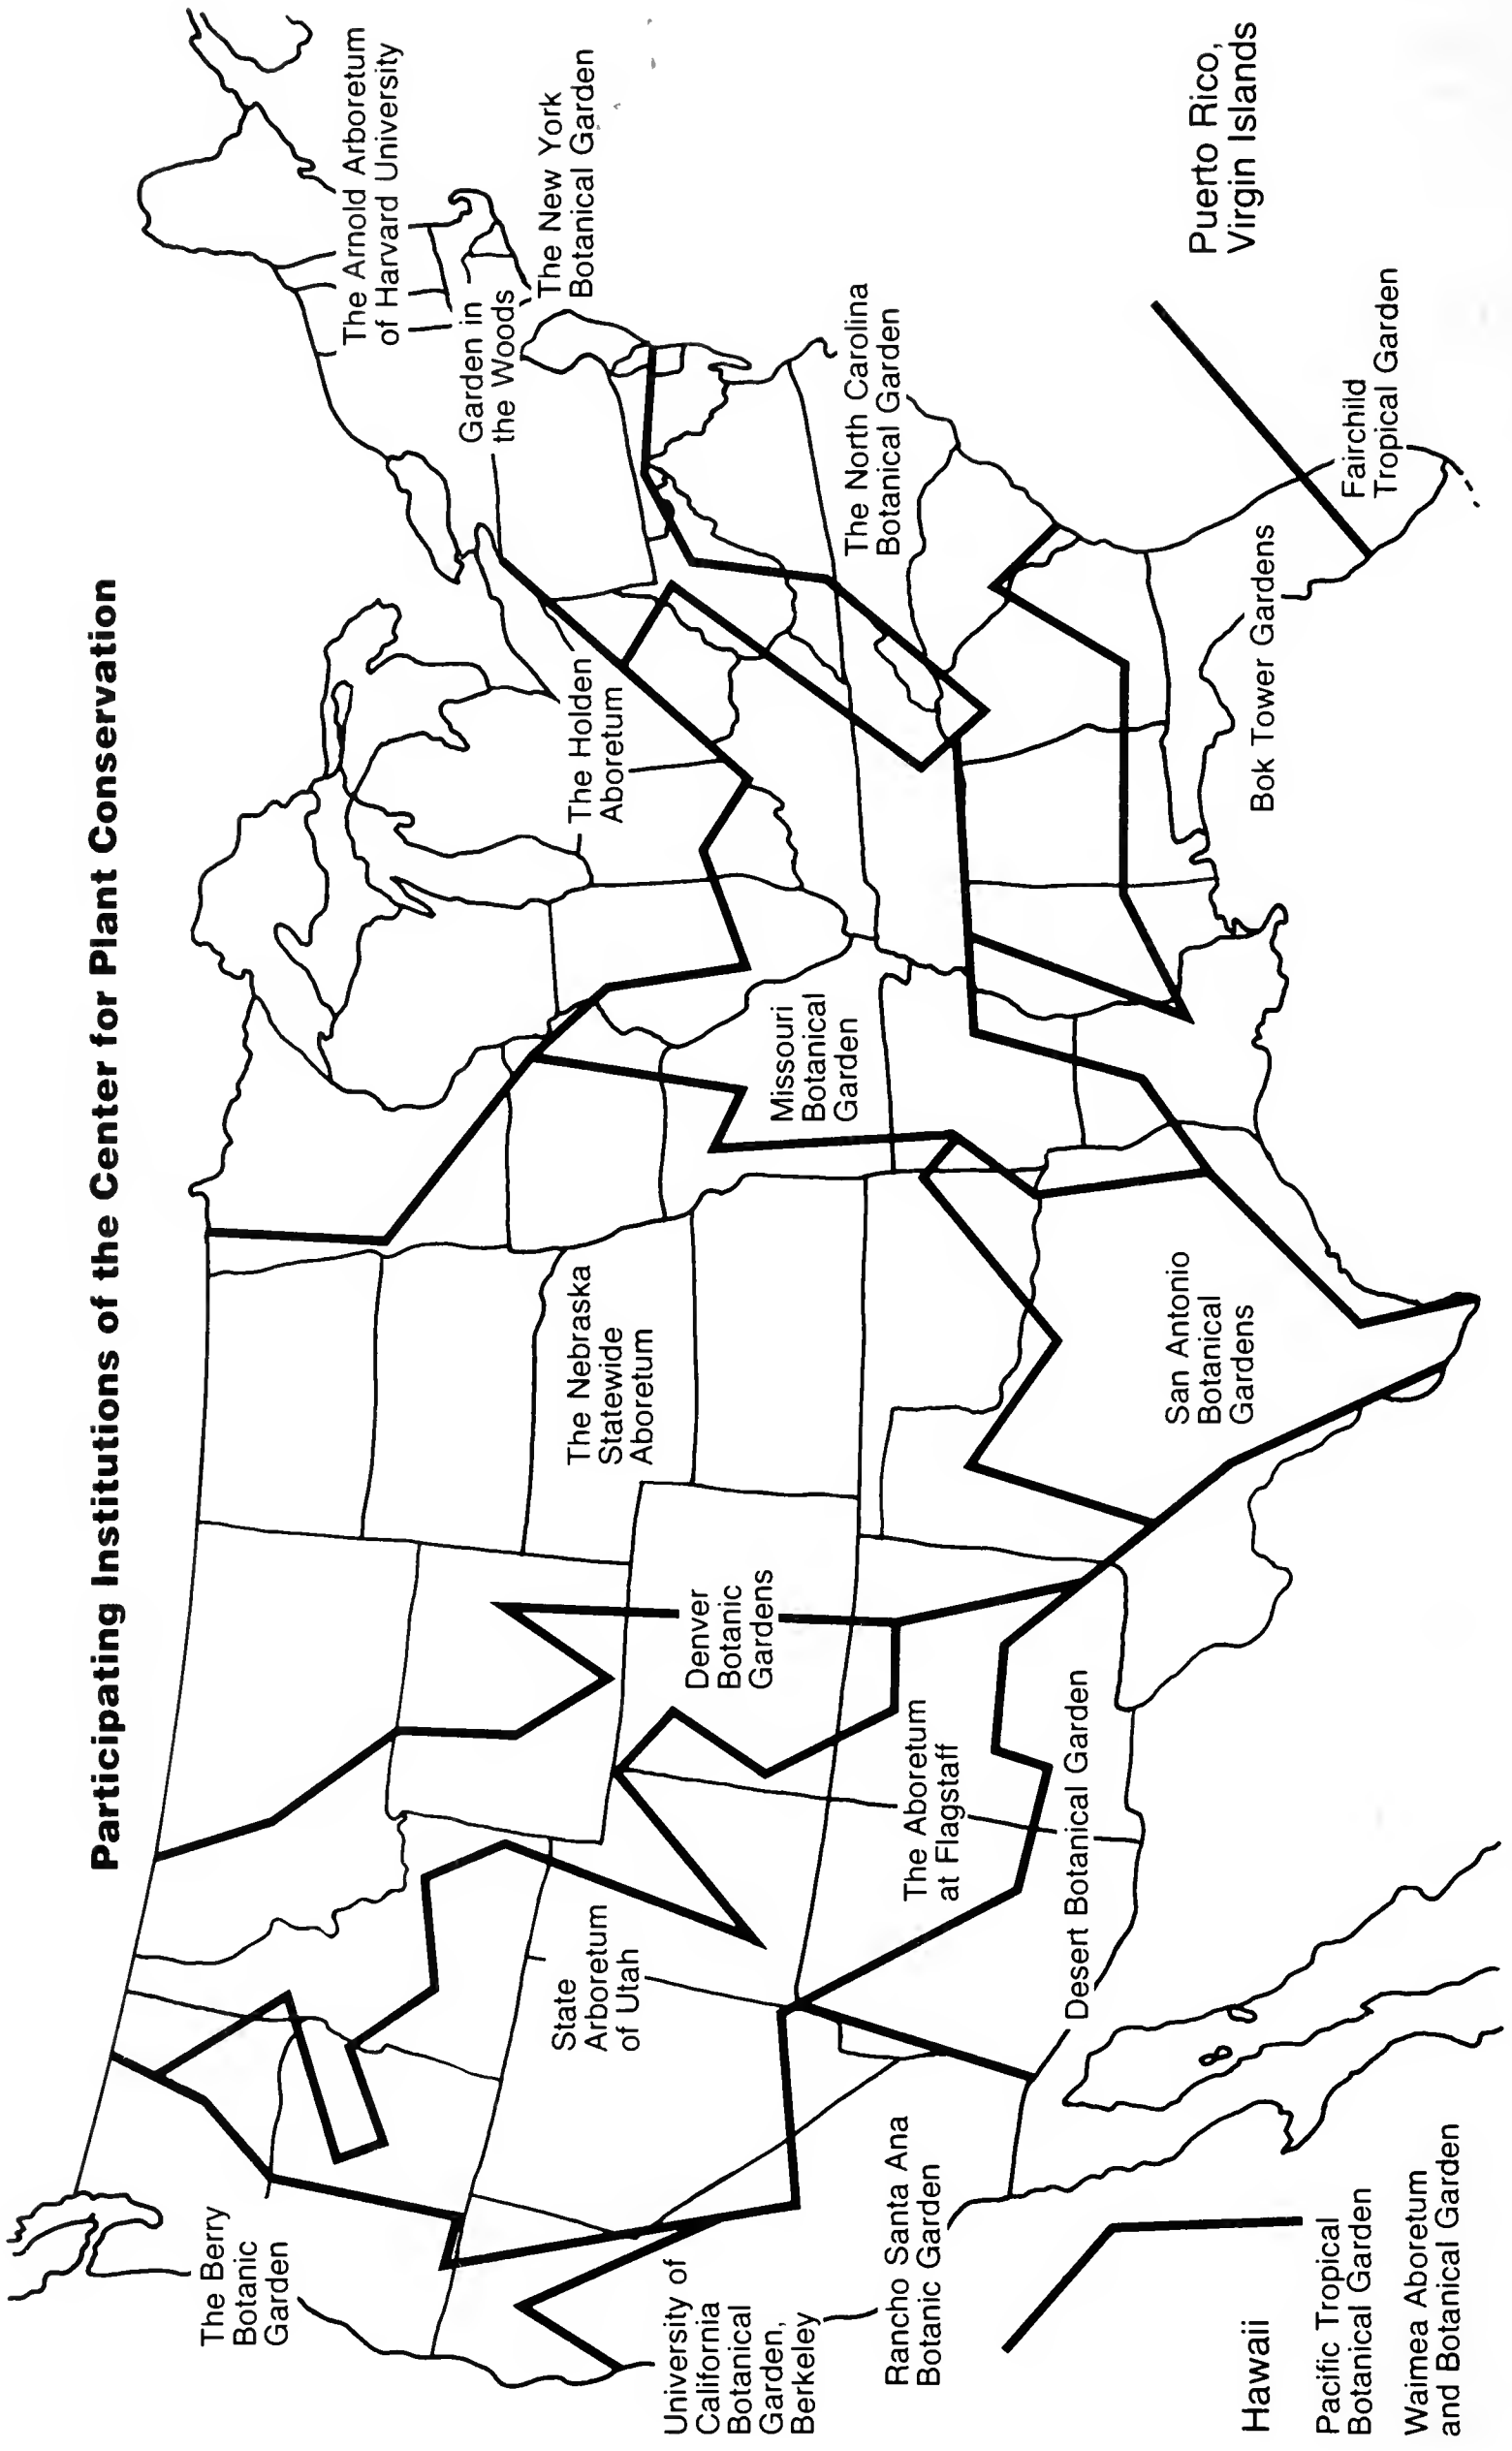 Participating Institutions of the Center for Plant Conservation
The Berry
Botanic
Garden
University of
California
Botanical
Garden,
Berkeley
Rancho Santa Ana
Botanic Garden
Hawaii
Pacific Tropical
Botanical Garden
Waimea Aboretum
and Botanical Garden
State
Arboretum
of Utah
Desert Botanical Garden
The Aboretum
at Flagstaff
Denver
Botanic
Gardens
The Nebraska
Statewide
Aboretum
San Antonio
Botanical
Gardens
Missouri
Botanical
Garden
The Holden
Aboretum
Bok Tower Gardens
The North Carolina
Botanical Garden
Fairchild
Tropical Garden
Garden in
the Woods
The Arnold Arboretum
of Harvard University
The New York
Botanical Garden
Puerto Rico,
Virgin Islands